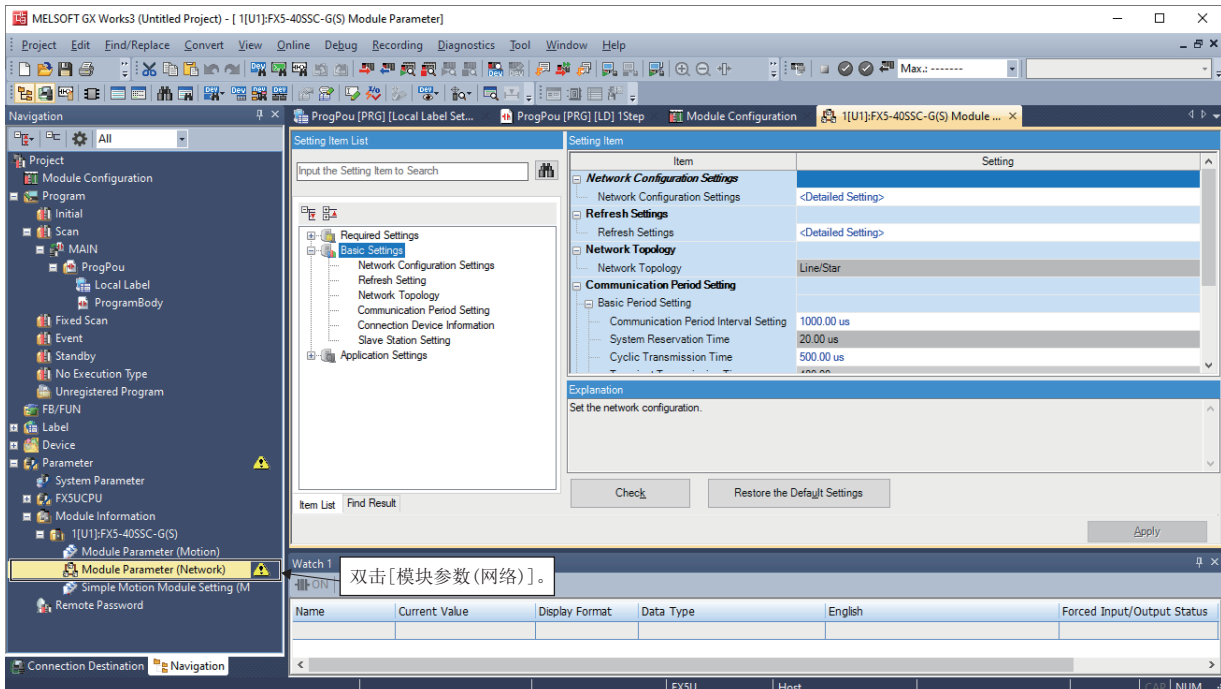 MELSOFT GX Works3 (Untitled Project) - [ 1[U1]:FX5-40SSC-G(S) Module Parameter]
Project Edit Find/Replace Convert View Online Debug Recording Diagnostics Tool Window Help
Max.: -------
Navigation
ProgPou [PRG] [Local Label Set...
ProgPou [PRG] [LD] 1Step
Module Configuration
1[U1]:FX5-40SSC-G(S) Module ...
All
Project
Module Configuration
Program
Initial
Scan
MAIN
ProgPou
Local Label
ProgramBody
Fixed Scan
Event
Standby
No Execution Type
Unregistered Program
FB/FUN
Label
Device
Parameter
System Parameter
FX5UCPU
Module Information
1[U1]:FX5-40SSC-G(S)
Module Parameter (Motion)
Module Parameter (Network)
Simple Motion Module Setting (M
Remote Password
Connection Destination
Navigation
Setting Item List
Input the Setting Item to Search
Required Settings
Basic Settings
Network Configuration Settings
Refresh Setting
Network Topology
Communication Period Setting
Connection Device Information
Slave Station Setting
Application Settings
Item List Find Result
Setting Item
Item Setting
Network Configuration Settings
Network Configuration Settings <Detailed Setting>
Refresh Settings
Refresh Settings <Detailed Setting>
Network Topology
Network Topology Line/Star
Communication Period Setting
Basic Period Setting
Communication Period Interval Setting 1000.00 us
System Reservation Time 20.00 us
Cyclic Transmission Time 500.00 us
Explanation
Set the network configuration.
Check Restore the Default Settings
Apply
Watch 1
ON
双击[模块参数(网络)]。
Name Current Value Display Format Data Type English Forced Input/Output Status
FX5U Host CAP NUM